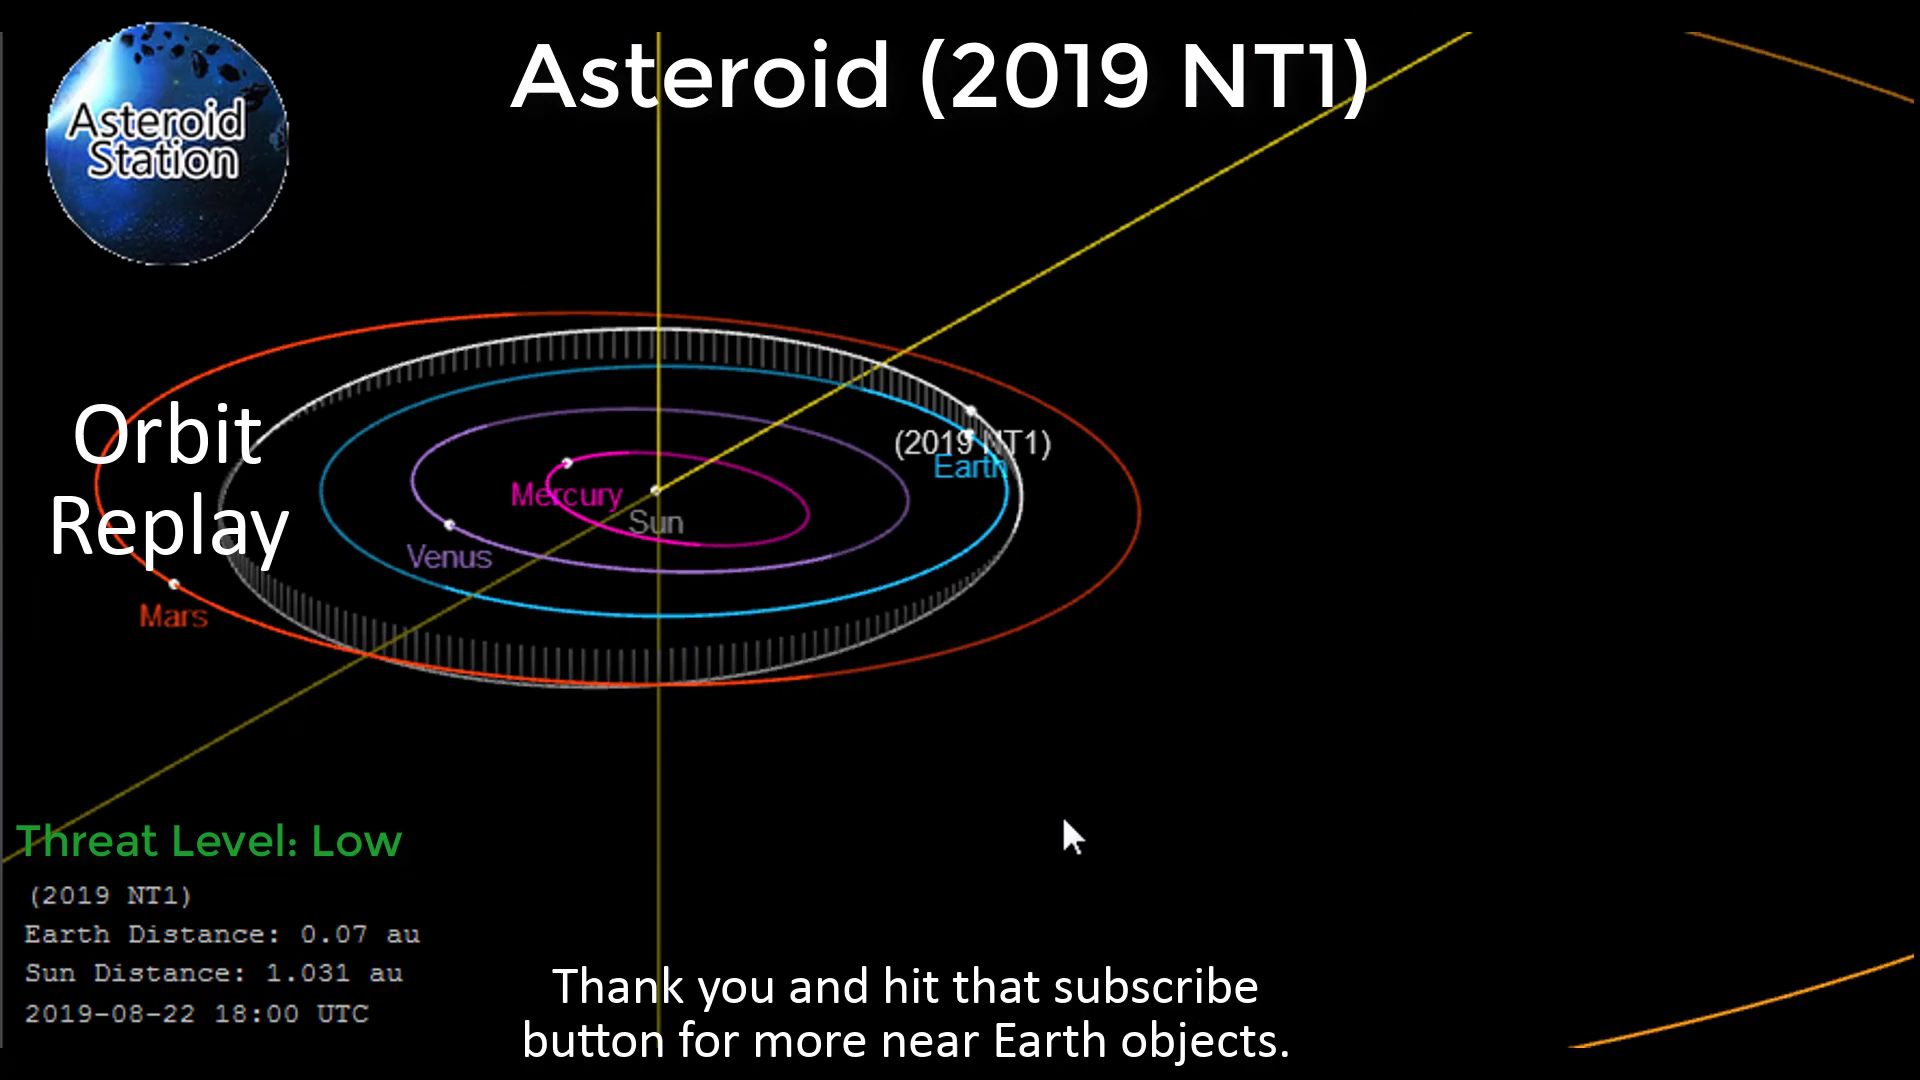 Asteroid (2019 NT1)
Asteroid
Station
Orbit
Replay
(2019 NT1)
Earth
Mercury
Sun
Venus
Mars
Threat Level: Low
(2019 NT1)
Earth Distance: 0.07 au
Sun Distance: 1.031 au
2019-08-22 18:00 UTC
Thank you and hit that subscribe
button for more near Earth objects.